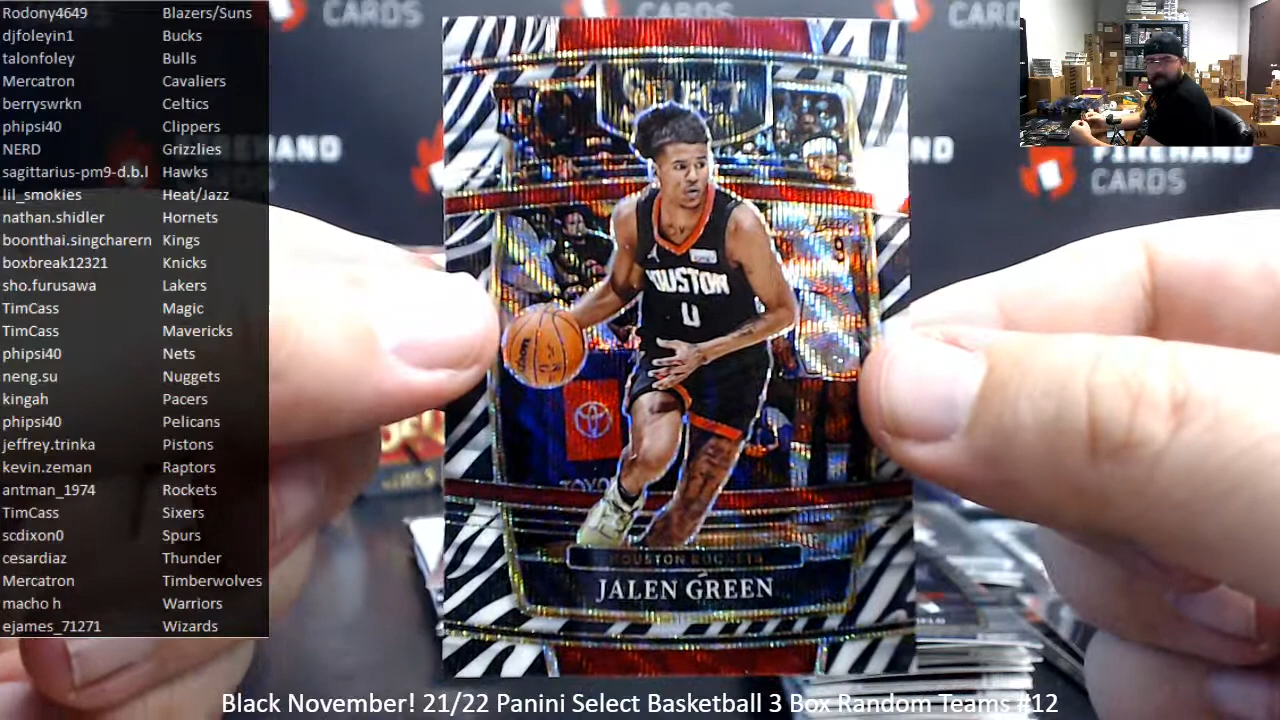 Rodony4649 Blazers/Suns
djfoleyin1 Bucks
talonfoley Bulls
Mercatron Cavaliers
berryswrkn Celtics
phipsi40 Clippers
NERD Grizzlies
sagittarius-pm9-d.b.l Hawks
lil_smokies Heat/Jazz
nathan.shidler Hornets
boonthai.singcharern Kings
boxbreak12321 Knicks
sho.furusawa Lakers
TimCass Magic
TimCass Mavericks
phipsi40 Nets
neng.su Nuggets
kingah Pacers
phipsi40 Pelicans
jeffrey.trinka Pistons
kevin.zeman Raptors
antman_1974 Rockets
TimCass Sixers
scdixon0 Spurs
cesardiaz Thunder
Mercatron Timberwolves
macho h Warriors
ejames_71271 Wizards
CARDS
CARDS
CARDS
FIREHAND
CARDS
Select
HOUSTON
0
HOUSTON ROCKETS
JALEN GREEN
Black November! 21/22 Panini Select Basketball 3 Box Random Teams #12